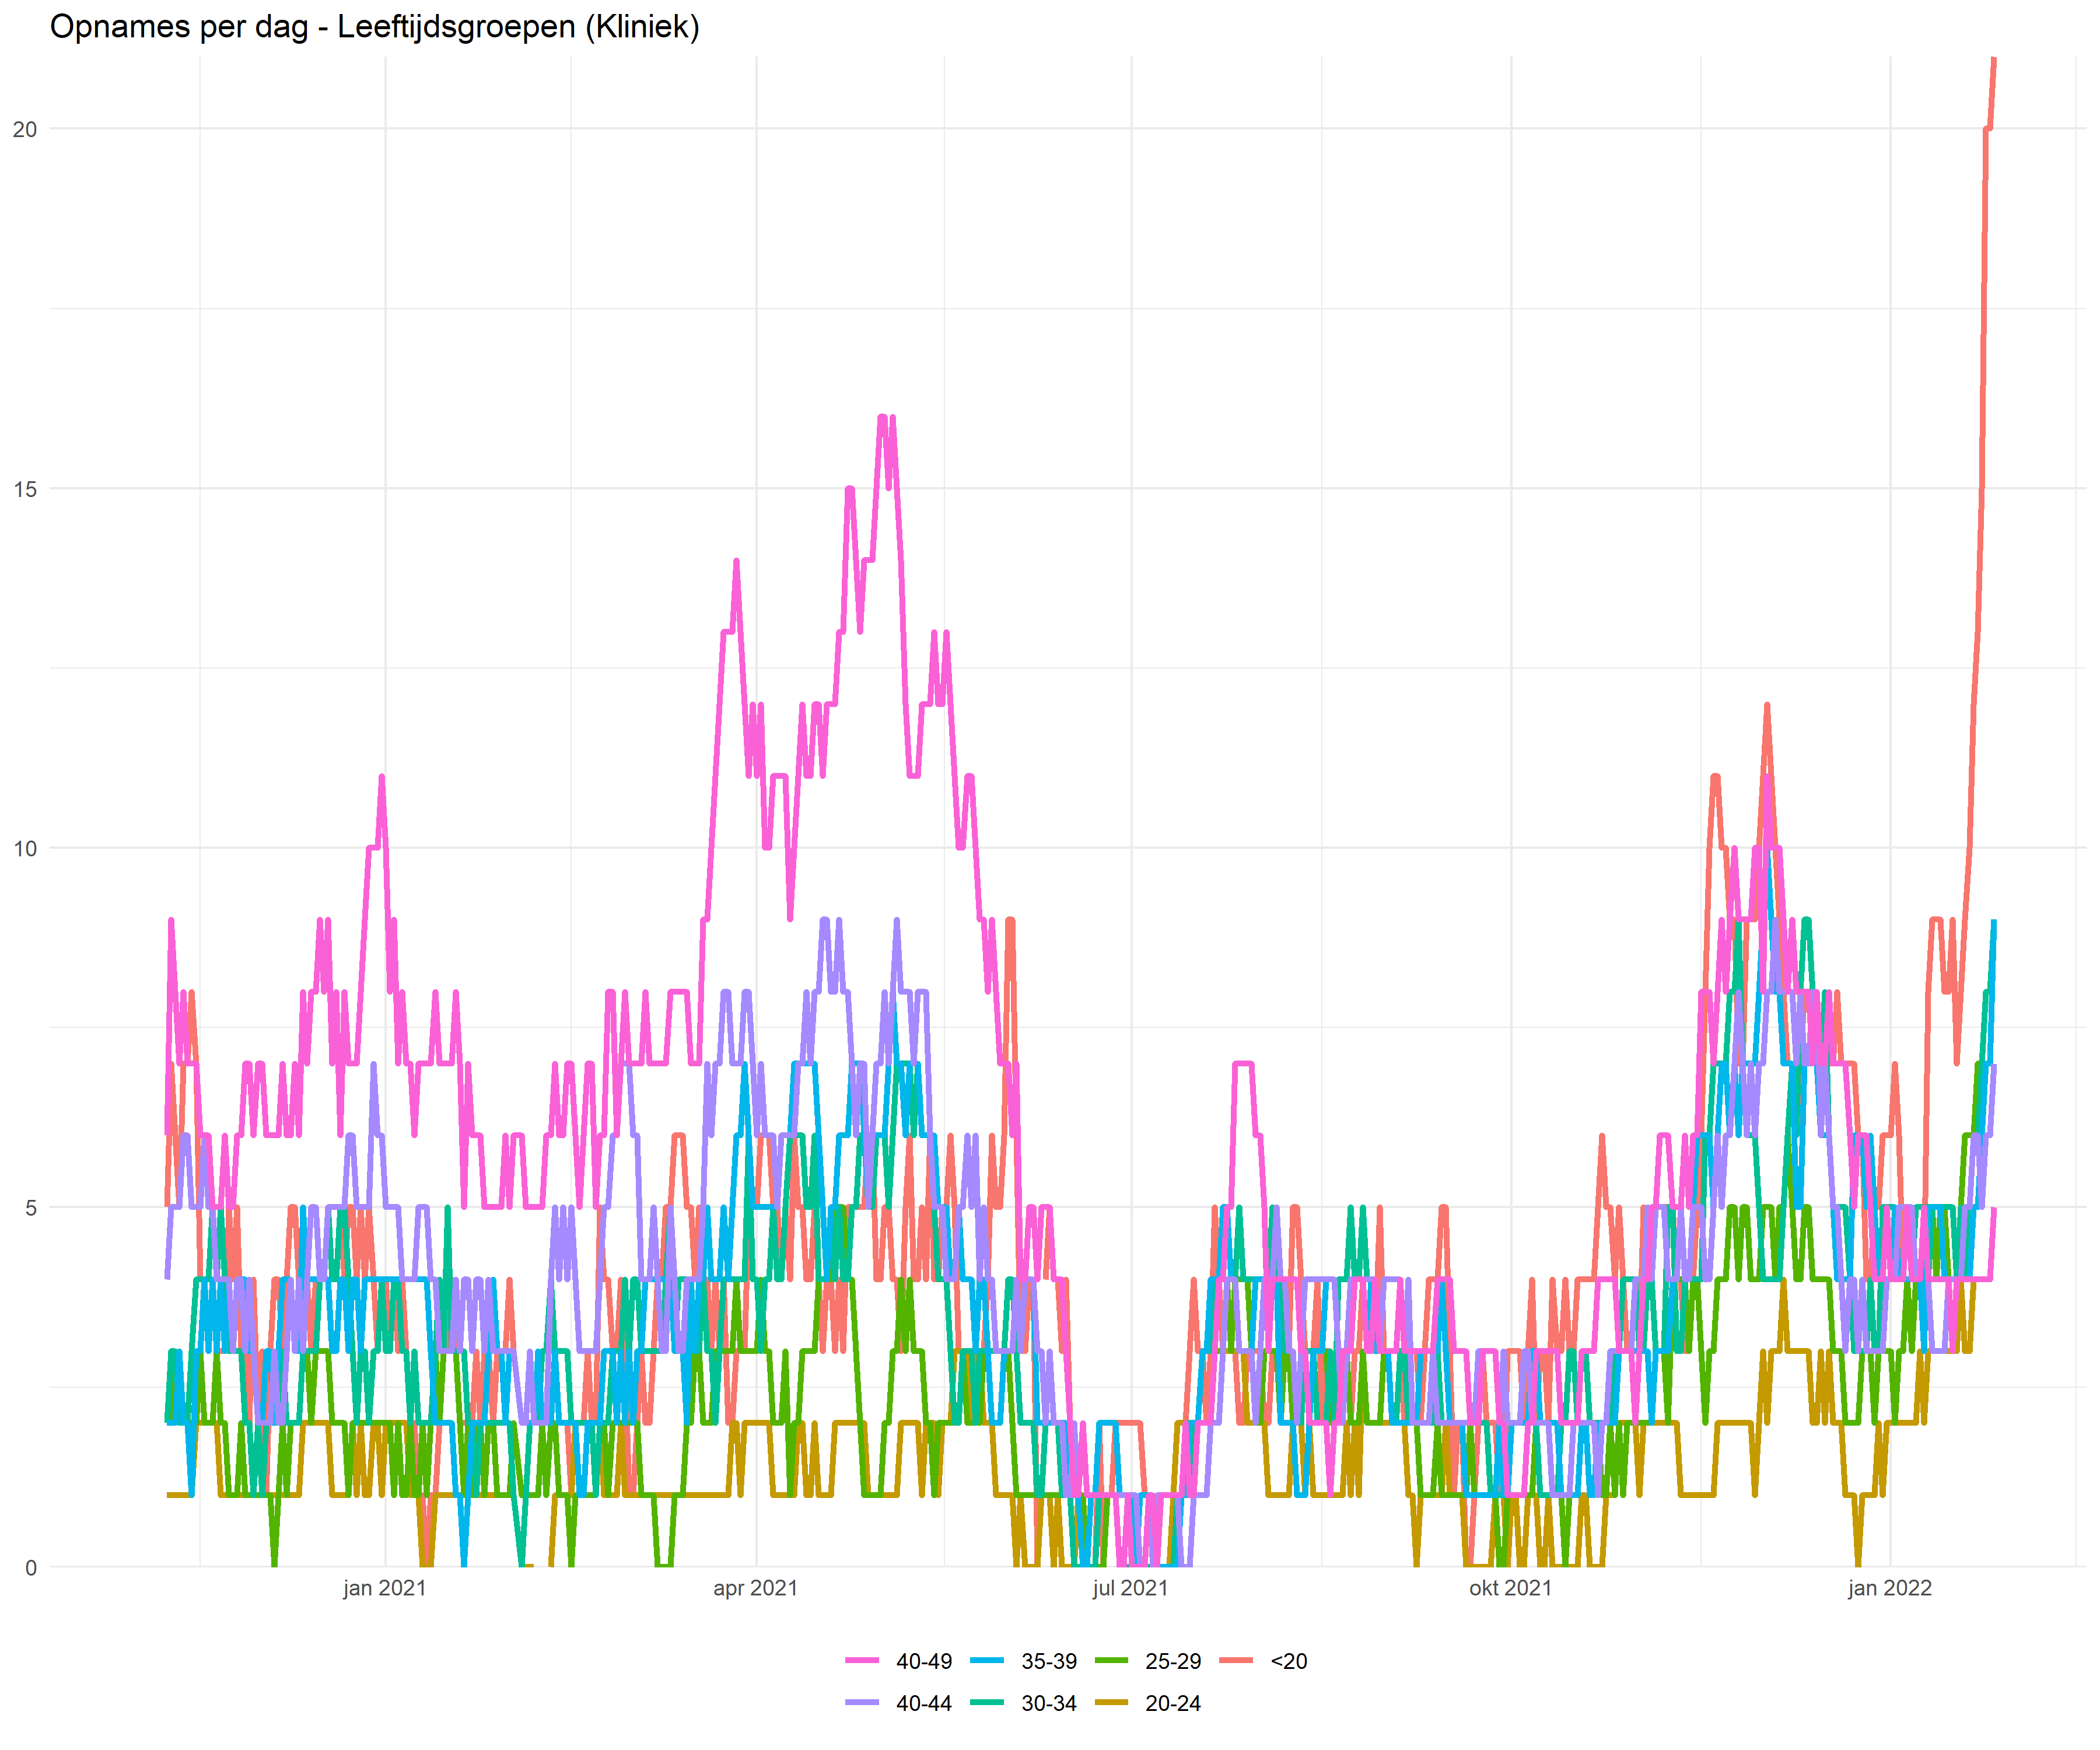 Opnames per dag - Leeftijdsgroepen (Kliniek)
20
15
10
5
0
jan 2021 apr 2021 jul 2021 okt 2021 jan 2022
40-49 35-39 25-29 <20
40-44 30-34 20-24